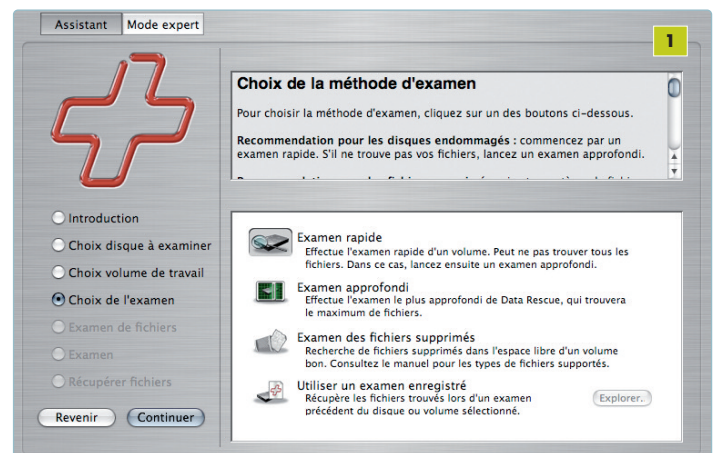 Assistant
Mode expert
1
Choix de la méthode d'examen
Pour choisir la méthode d'examen, cliquez sur un des boutons ci-dessous.
Recommendation pour les disques endommagés : commencez par un
examen rapide. S'il ne trouve pas vos fichiers, lancez un examen approfondi.
Introduction
Choix disque à examiner
Choix volume de travail
Choix de l'examen
Examen de fichiers
Examen
Récupérer fichiers
Revenir
Continuer
Examen rapide
Effectue l'examen rapide d'un volume. Peut ne pas trouver tous les
fichiers. Dans ce cas, lancez ensuite un examen approfondi.
Examen approfondi
Effectue l'examen le plus approfondi de Data Rescue, qui trouvera
le maximum de fichiers.
Examen des fichiers supprimés
Recherche de fichiers supprimés dans l'espace libre d'un volume
bon. Consultez le manuel pour les types de fichiers supportés.
Utiliser un examen enregistré
Récupère les fichiers trouvés lors d'un examen
précédent du disque ou volume sélectionné.
Explorer..